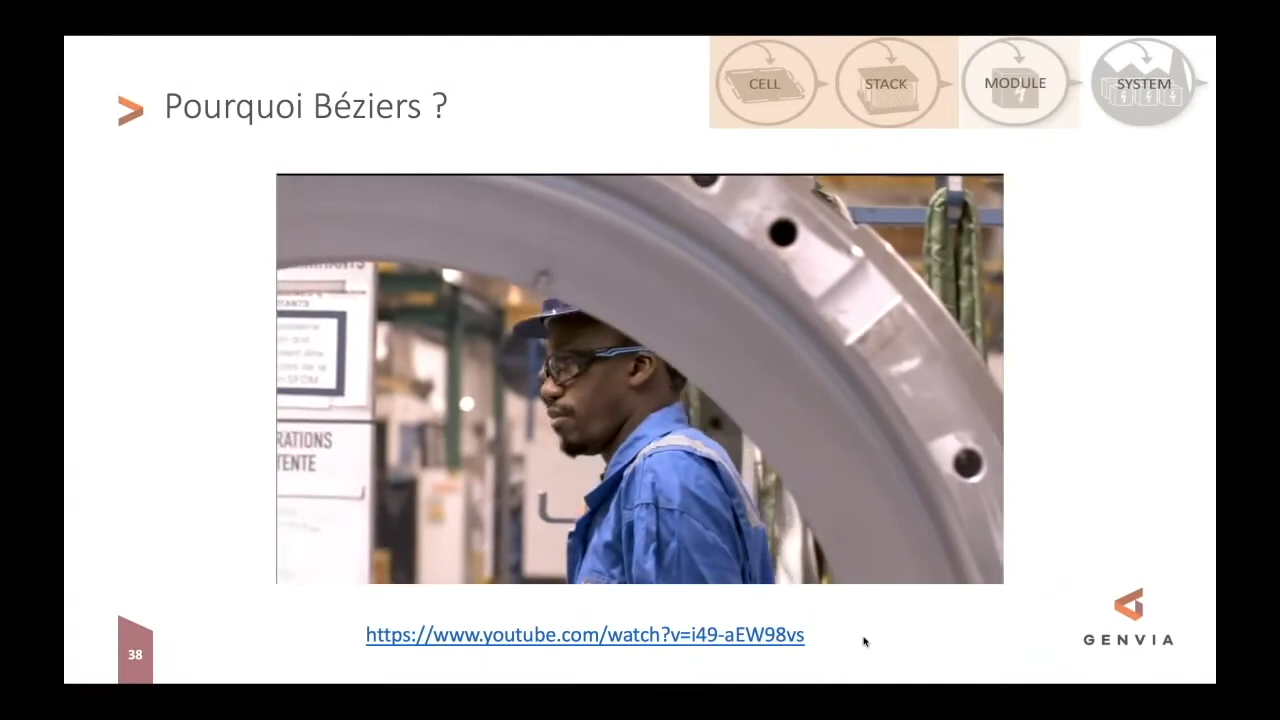 Pourquoi Béziers ?
CELL
STACK
MODULE
SYSTEM
RATIONS
TENTE
https://www.youtube.com/watch?v=i49-aEW98vs
GENVIA
38